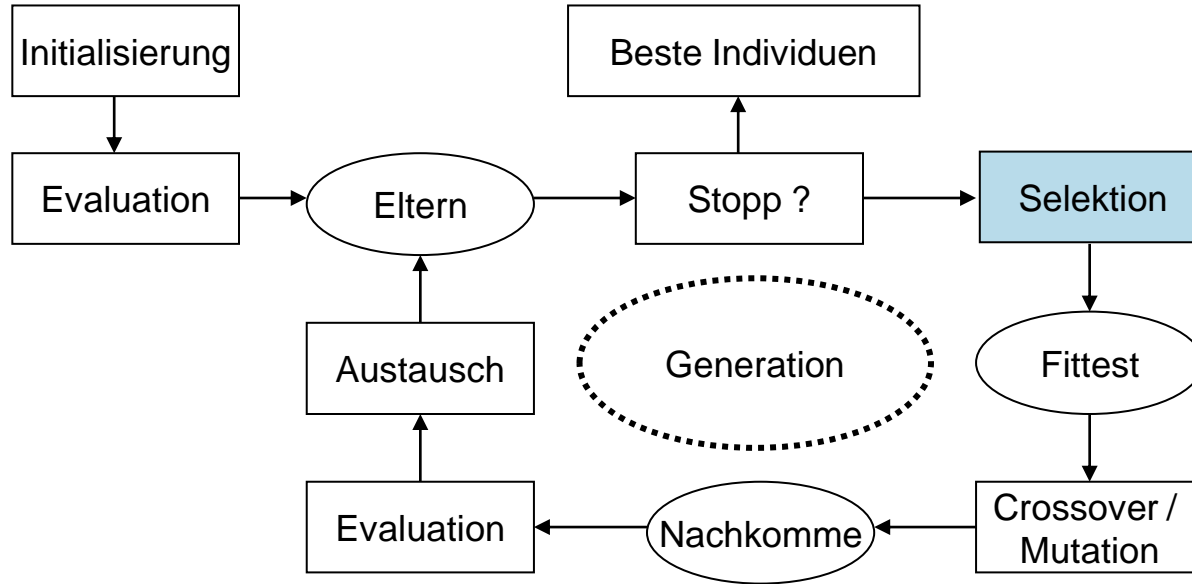 Initialisierung
Beste Individuen
Evaluation
Eltern
Stopp ?
Selektion
Austausch
Generation
Fittest
Evaluation
Nachkomme
Crossover /
Mutation